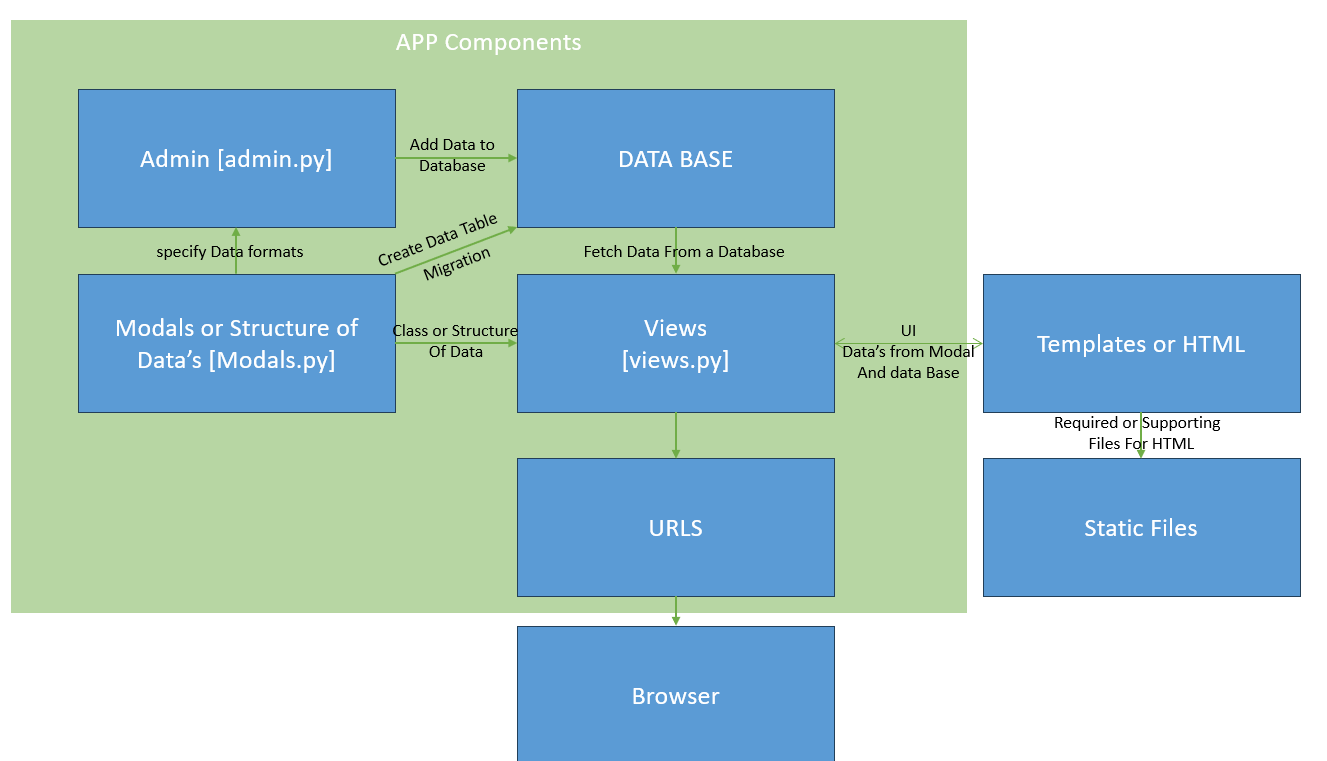 APP Components
Admin [admin.py]
Add Data to
Database
DATA BASE
specify Data formats
Create Data Table
Migration
Fetch Data From a Database
Modals or Structure of
Data’s [Modals.py]
Class or Structure
Of Data
Views
[views.py]
UI
Data’s from Modal
And data Base
Templates or HTML
Required or Supporting
Files For HTML
URLS
Static Files
Browser